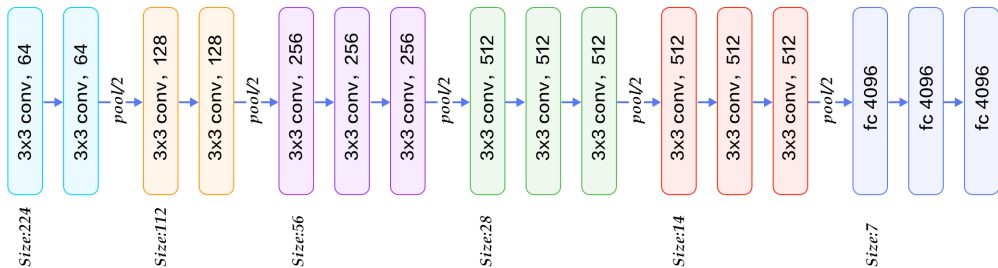 3x3 conv, 64
3x3 conv, 64
pool/2
3x3 conv, 128
3x3 conv, 128
pool/2
3x3 conv, 256
3x3 conv, 256
3x3 conv, 256
pool/2
3x3 conv, 512
3x3 conv, 512
3x3 conv, 512
pool/2
3x3 conv, 512
3x3 conv, 512
3x3 conv, 512
pool/2
fc 4096
fc 4096
fc 4096
Size:224
Size:112
Size:56
Size:28
Size:14
Size:7